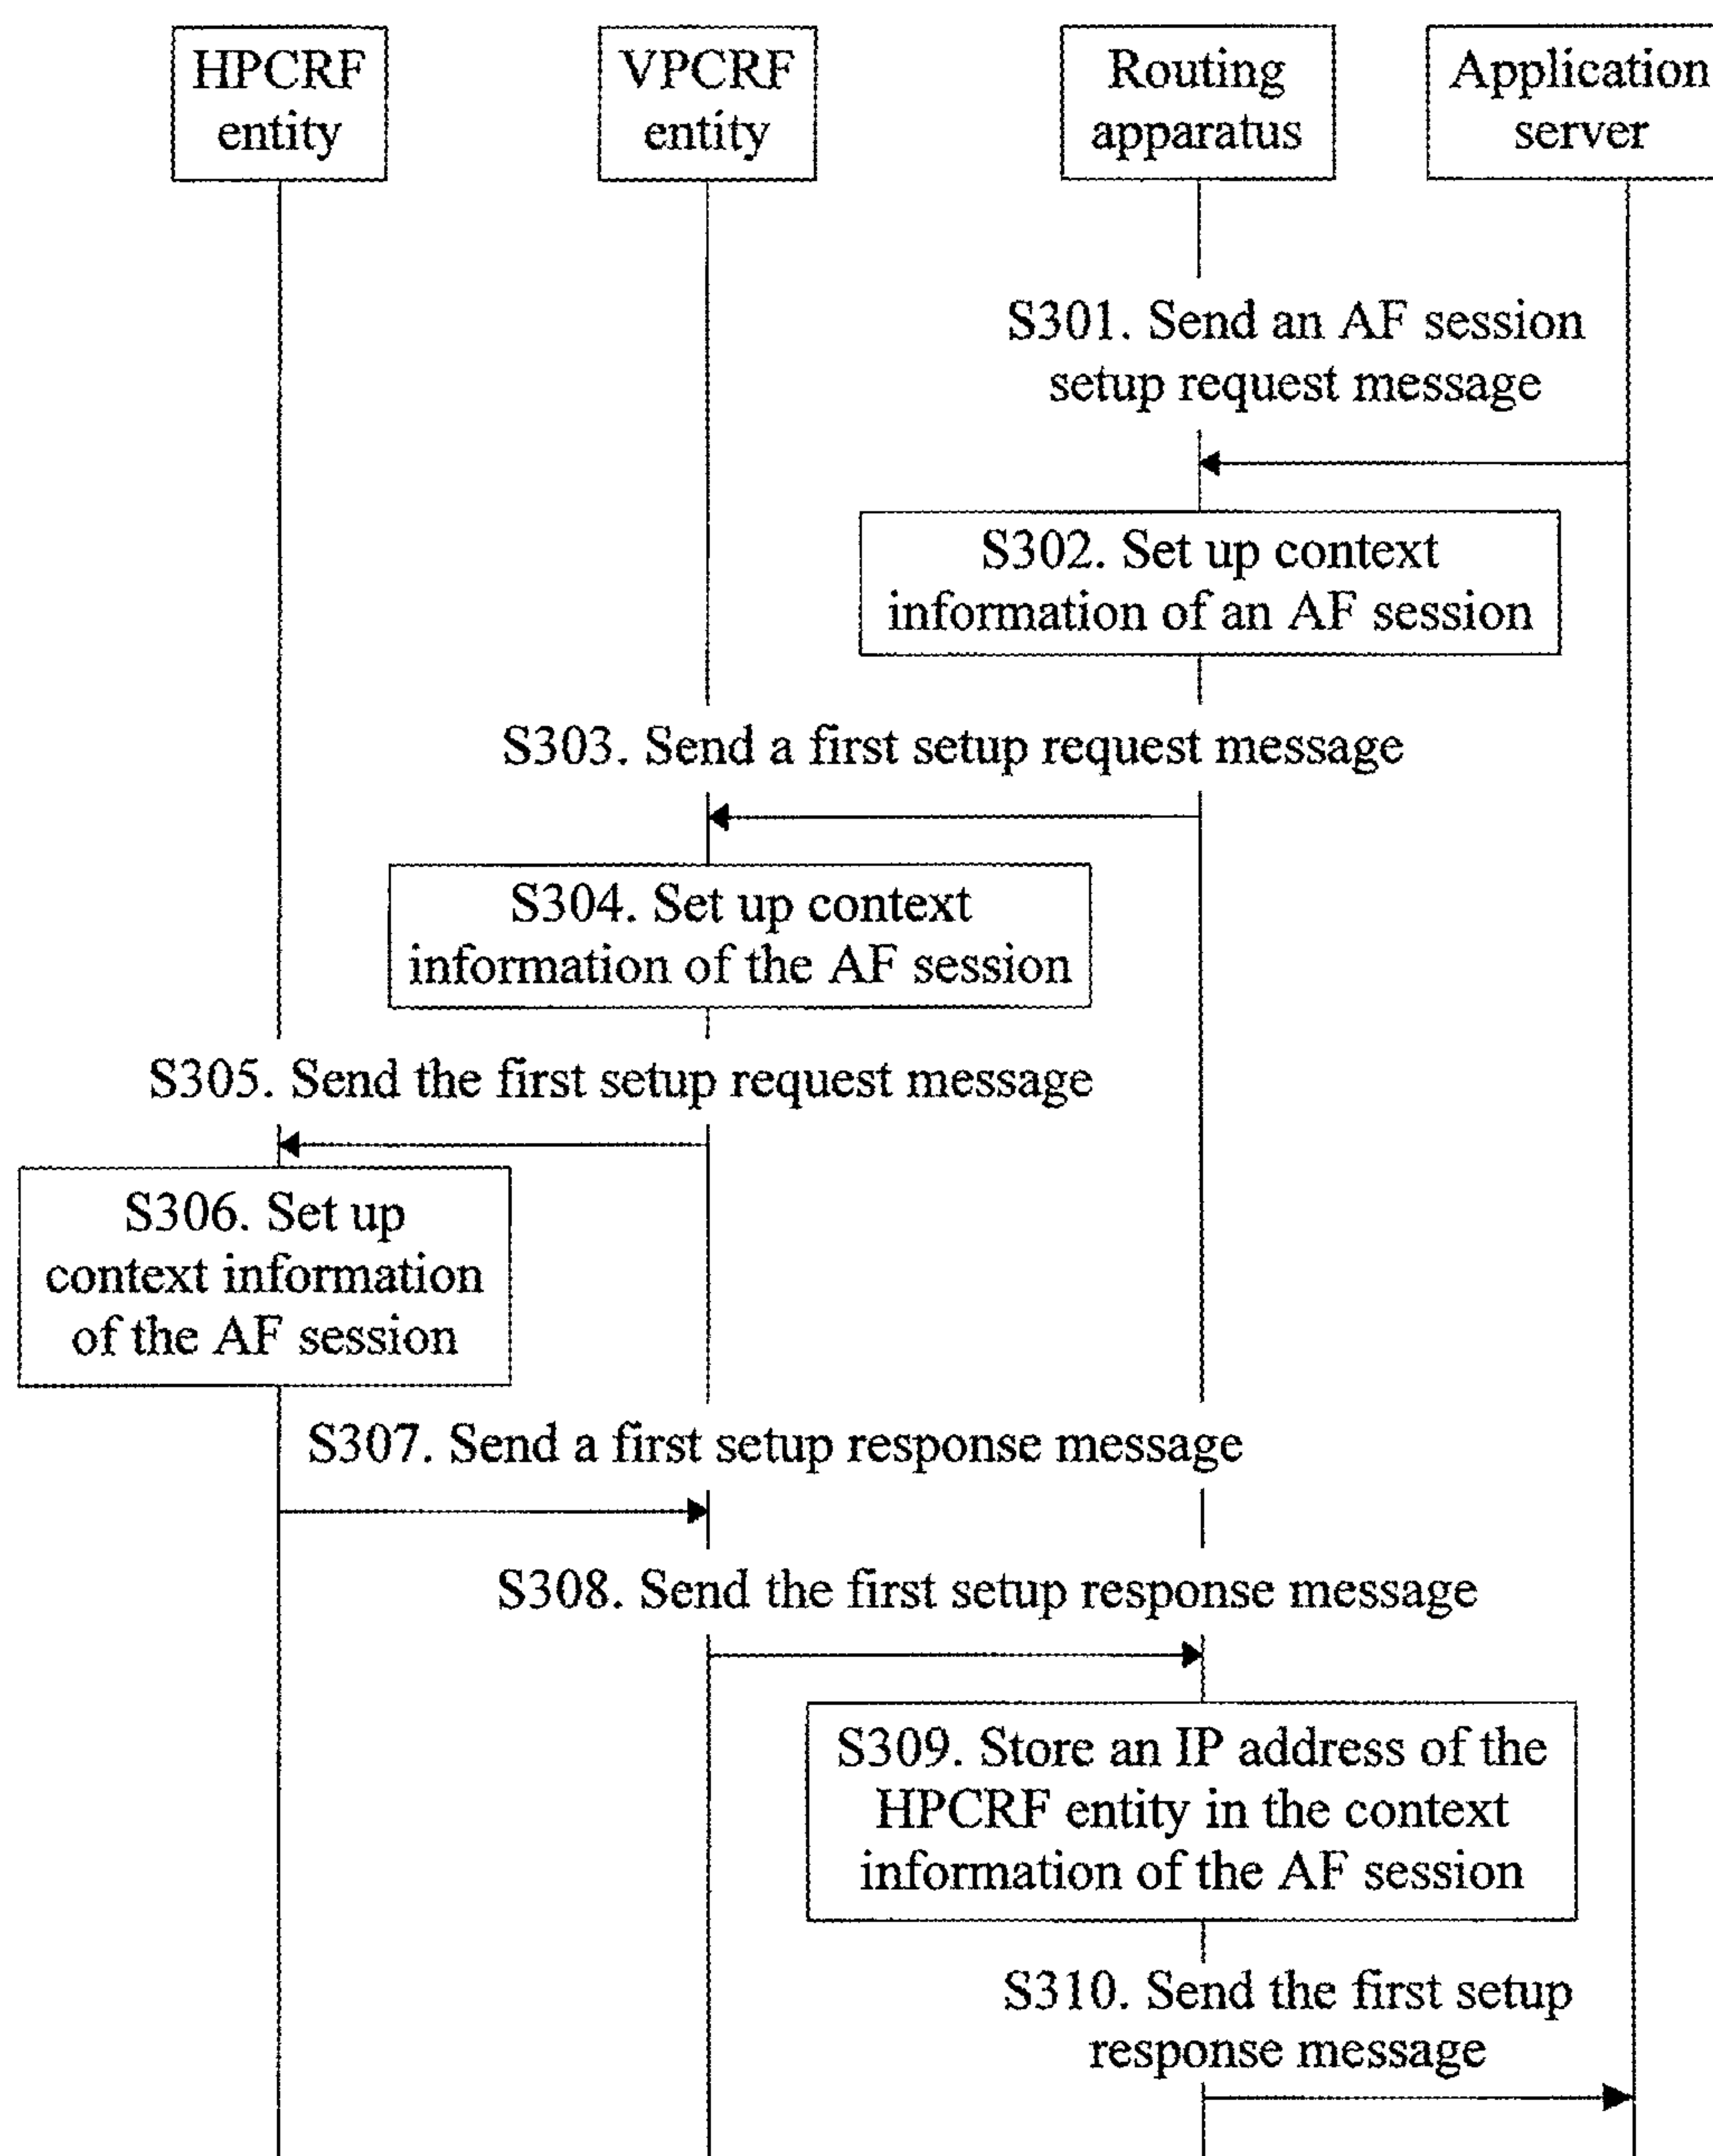 HPCRF
entity
VPCRF
entity
Routing
apparatus
Application
server
S301. Send an AF session
setup request message
S302. Set up context
information of an AF session
S303. Send a first setup request message
S304. Set up context
information of the AF session
S305. Send the first setup request message
S306. Set up
context information
of the AF session
S307. Send a first setup response message
S308. Send the first setup response message
S309. Store an IP address of the
HPCRF entity in the context
information of the AF session
S310. Send the first setup
response message